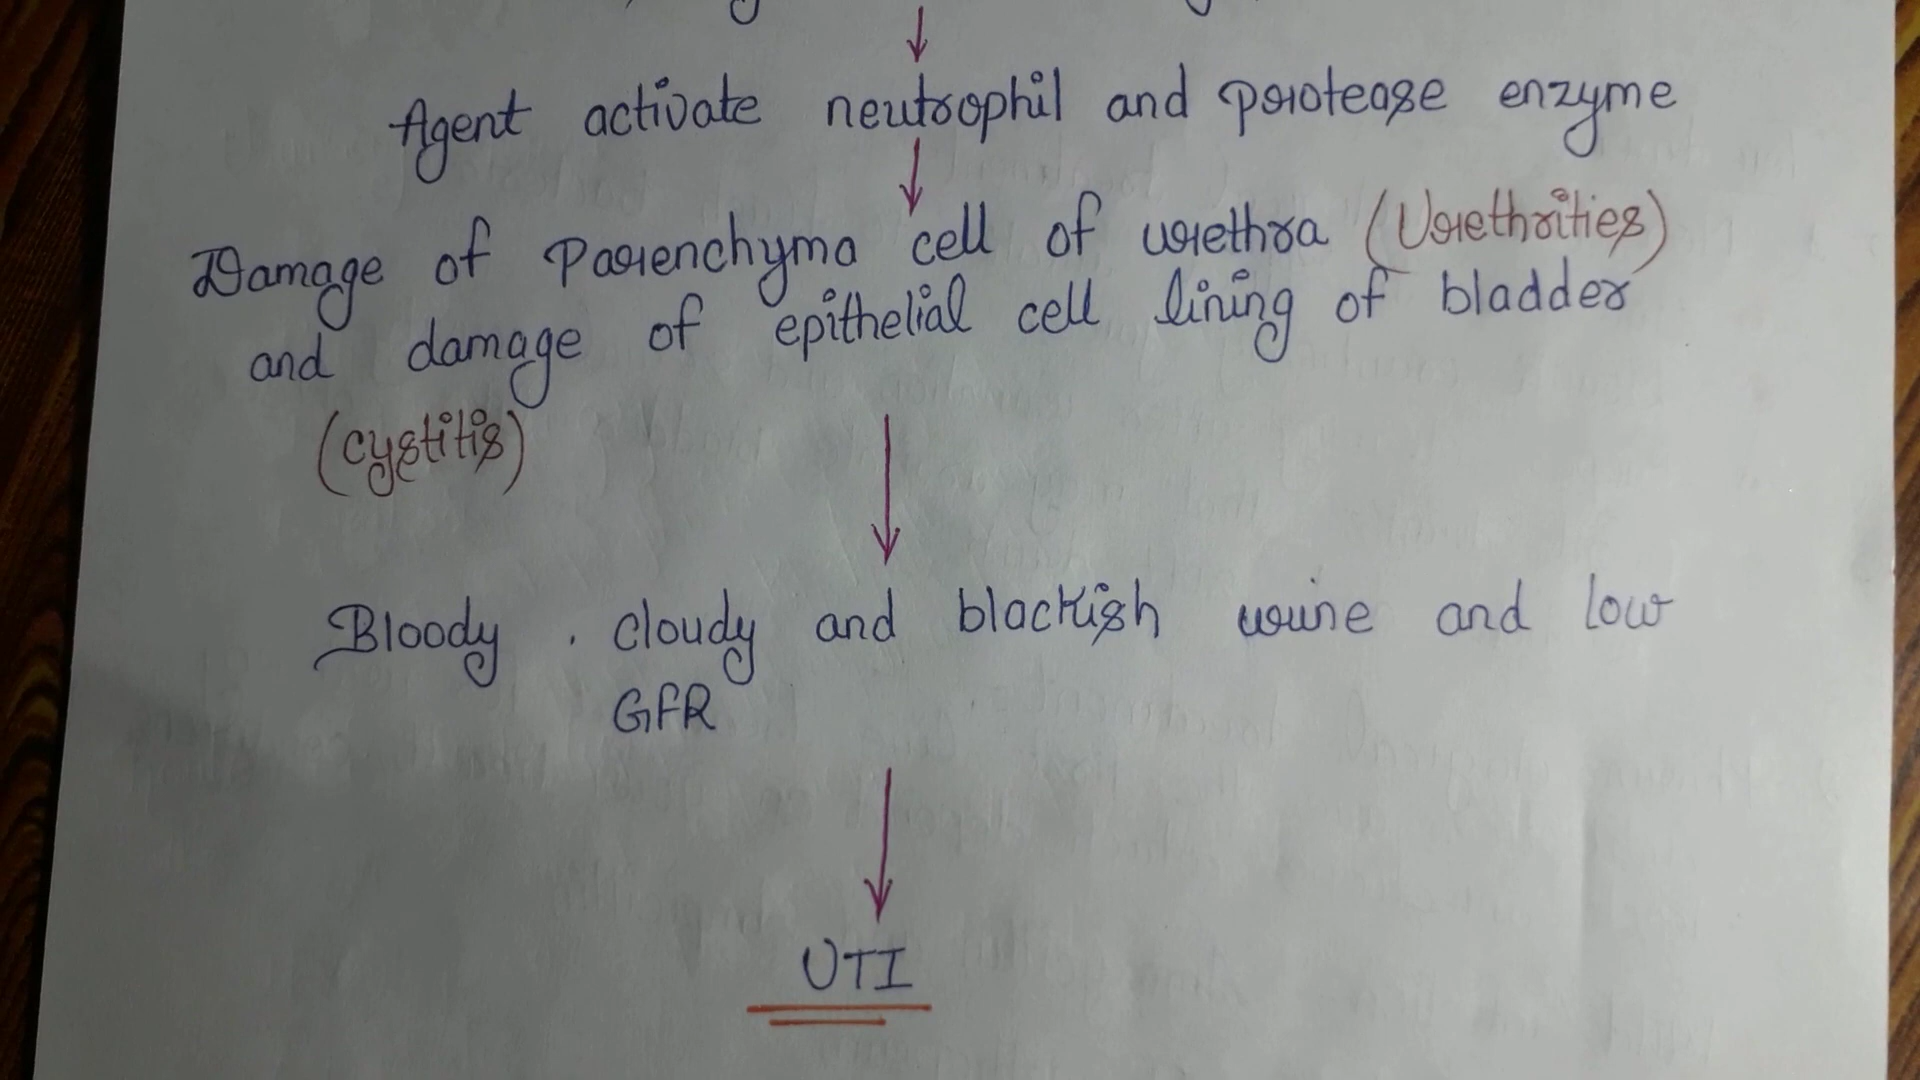 Agent activate neutrophil and protease enzyme
Damage of Parenchyma cell of urethra (Urethrities)
and damage of epithelial cell lining of bladder
(cystitis)
Bloody . cloudy and blackish urine and low
GFR
UTI